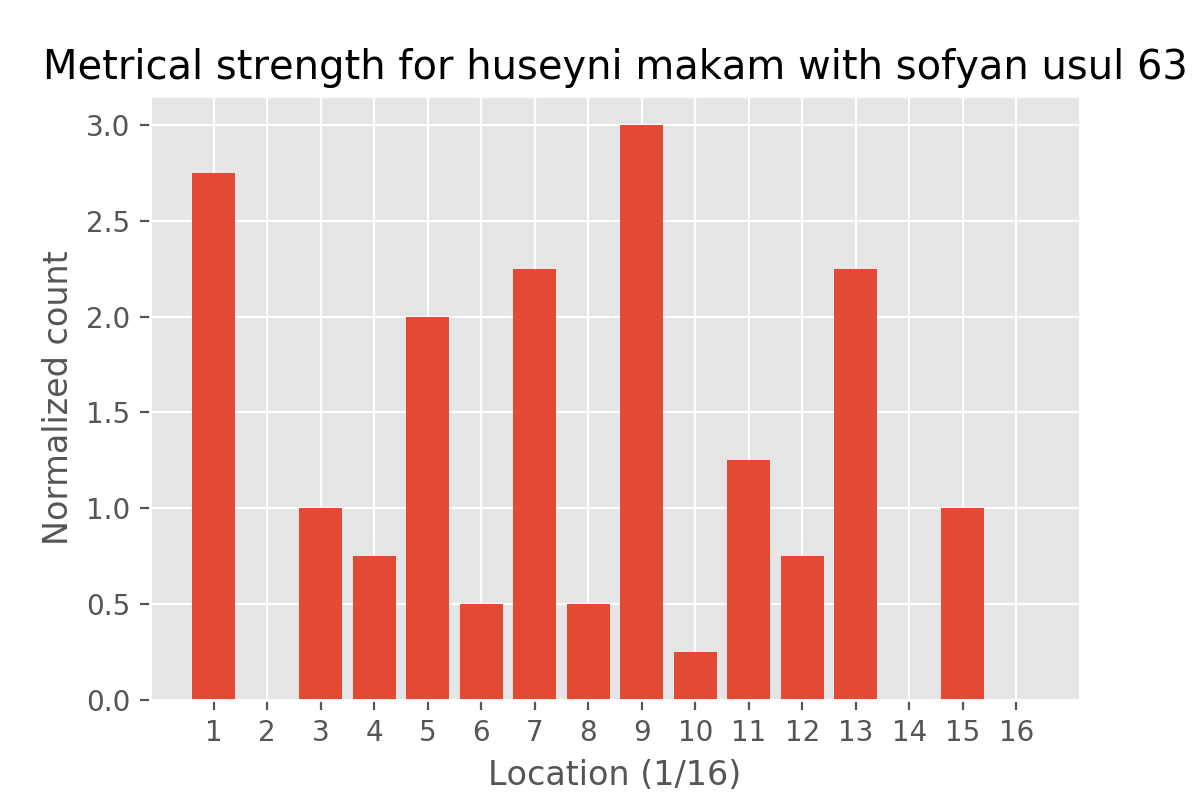 Metrical strength for huseyni makam with sofyan usul 63
3.0
2.5
2.0
1.5
1.0
0.5
0.0
Normalized count
1 2 3 4 5 6 7 8 9 10 11 12 13 14 15 16
Location (1/16)